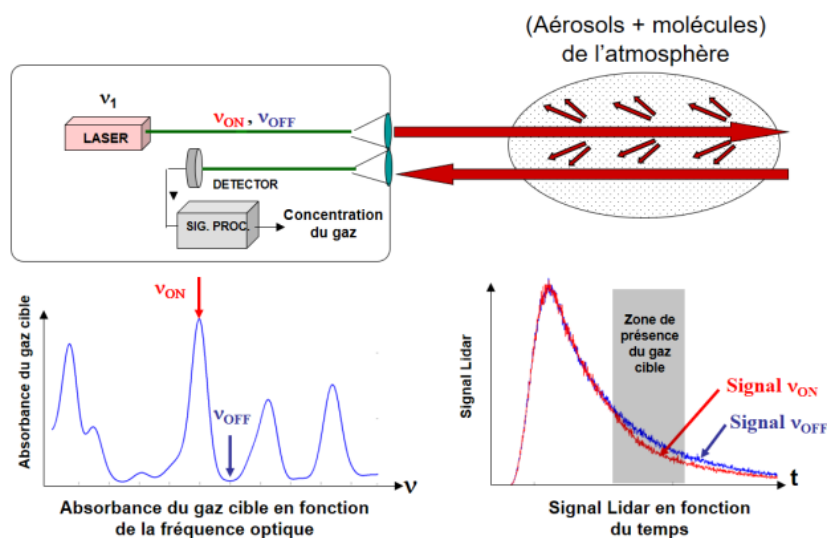 (Aérosols + molécules)
de l'atmosphère
ν1
LASER
νON , νOFF
DETECTOR
SIG. PROC.
Concentration
du gaz
Absorbance du gaz cible
νON
νOFF
ν
Absorbance du gaz cible en fonction
de la fréquence optique
Signal Lidar
Zone de
présence
du gaz
cible
Signal νON
Signal νOFF
t
Signal Lidar en fonction
du temps